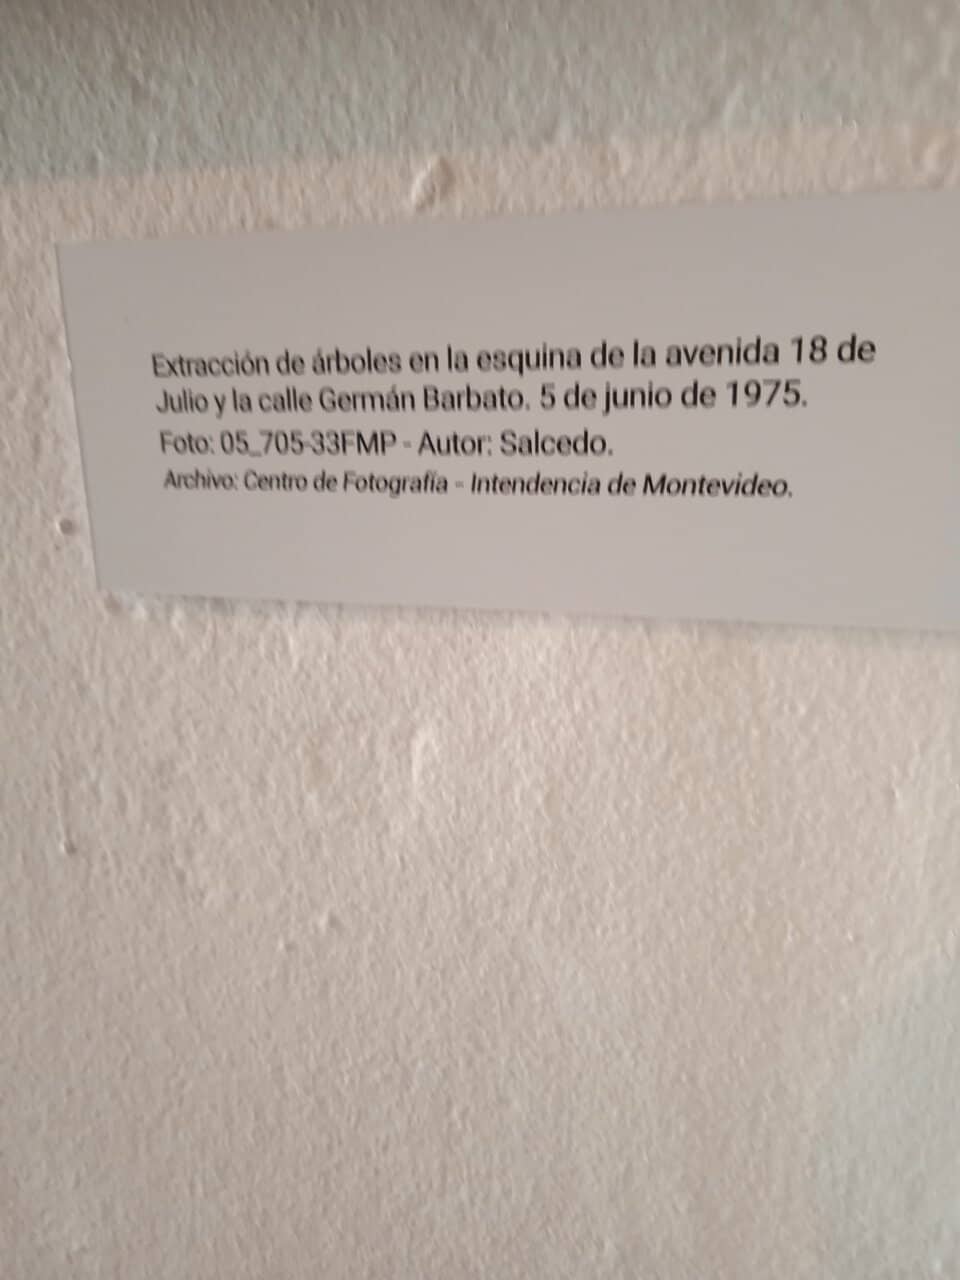 Extracción de árboles en la esquina de la avenida 18 de
Julio y la calle Germán Barbato. 5 de junio de 1975.
Foto: 05_705-33FMP - Autor: Salcedo.
Archivo: Centro de Fotografía - Intendencia de Montevideo.